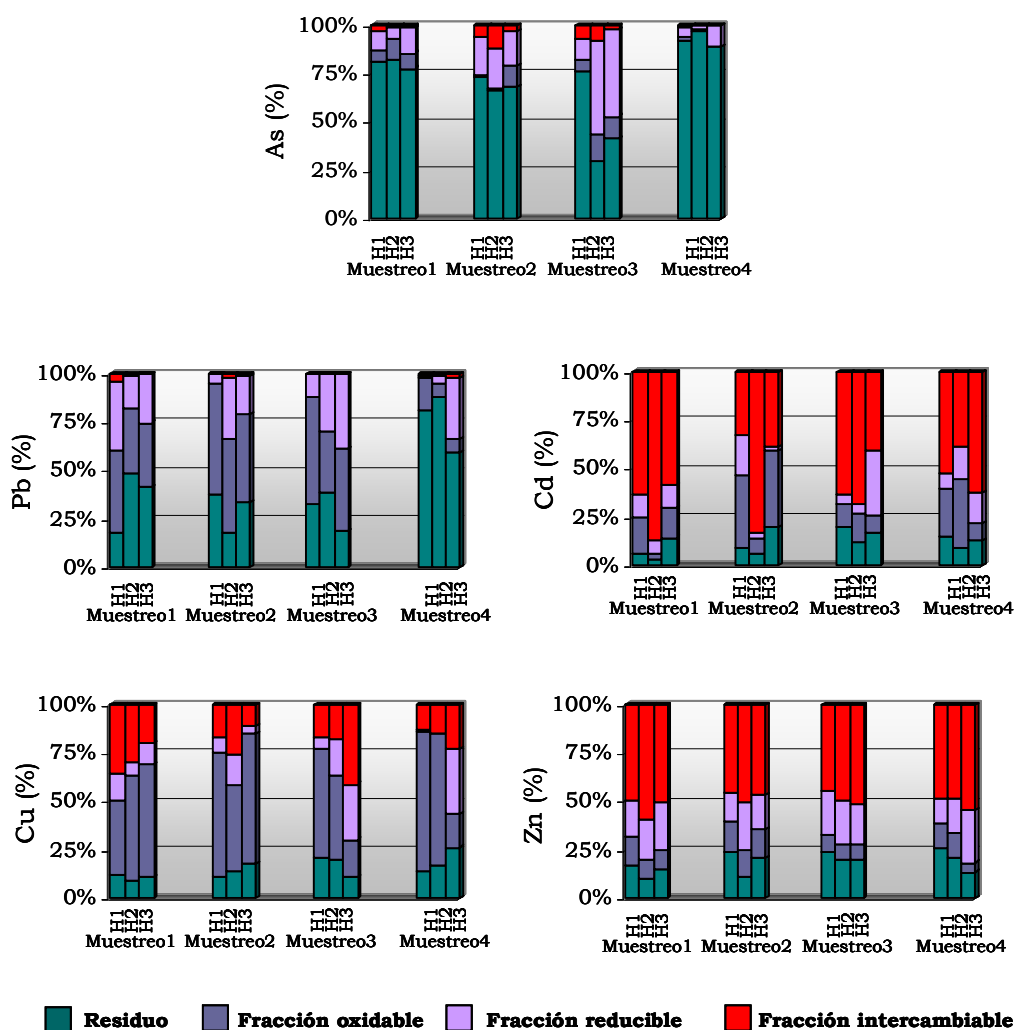 As (%)
100%
75%
50%
25%
0%
H1 H2 H3 H1 H2 H3 H1 H2 H3 H1 H2 H3
Muestreo1 Muestreo2 Muestreo3 Muestreo4
Pb (%)
100%
75%
50%
25%
0%
H1 H2 H3 H1 H2 H3 H1 H2 H3 H1 H2 H3
Muestreo1 Muestreo2 Muestreo3 Muestreo4
Cd (%)
100%
75%
50%
25%
0%
H1 H2 H3 H1 H2 H3 H1 H2 H3 H1 H2 H3
Muestreo1 Muestreo2 Muestreo3 Muestreo4
Cu (%)
100%
75%
50%
25%
0%
H1 H2 H3 H1 H2 H3 H1 H2 H3 H1 H2 H3
Muestreo1 Muestreo2 Muestreo3 Muestreo4
Zn (%)
100%
75%
50%
25%
0%
H1 H2 H3 H1 H2 H3 H1 H2 H3 H1 H2 H3
Muestreo1 Muestreo2 Muestreo3 Muestreo4
Residuo Fracción oxidable Fracción reducible Fracción intercambiable